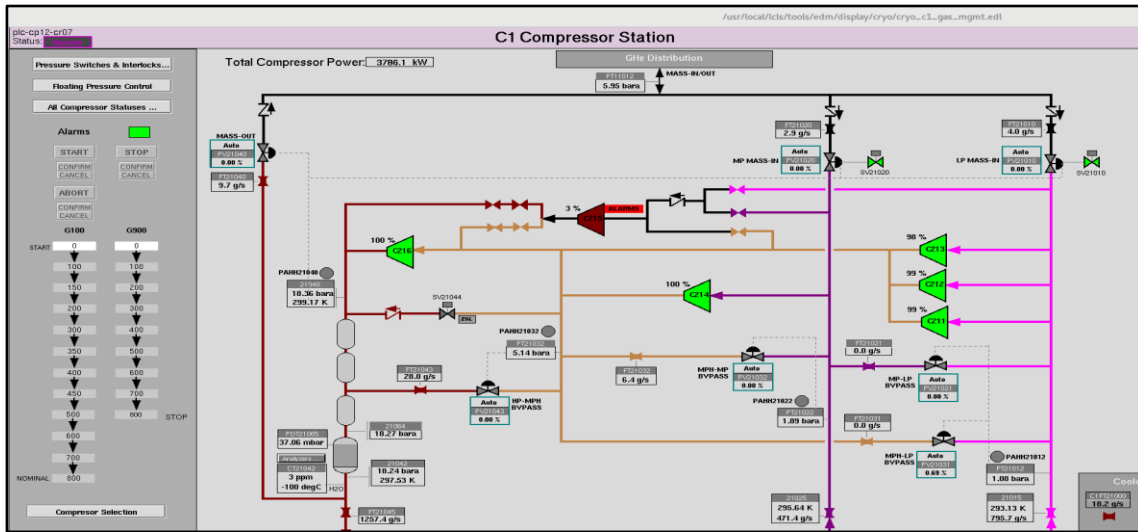 /usr/local/lcls/tools/edm/display/cryo/cryo_c1_gas_mgmt.edl
plc-cp12-cr07
Status:
C1 Compressor Station
Pressure Switches & Interlocks...
Floating Pressure Control
All Compressor Statuses ...
Alarms
START
STOP
CONFIRM
CANCEL
CONFIRM
CANCEL
ABORT
CONFIRM
CANCEL
G100
G900
START
0
0
100
100
150
200
200
300
300
400
350
500
400
600
450
700
500
800
STOP
600
700
NOMINAL
800
Compresor Selection
Total Compressor Power:
3786.1 kW
GHe Distribution
PT11012
5.95 bara
MASS-IN/OUT
MASS-OUT
Auto
PV21040
0.00 %
FT21040
9.7 g/s
FT21020
2.9 g/s
MP MASS-IN
Auto
PV21020
0.00 %
SV21020
FT21010
4.0 g/s
LP MASS-IN
Auto
PV21010
0.00 %
SV21010
3 %
C215
ALARMS
100 %
C216
98 %
C213
99 %
C212
99 %
C211
100 %
C214
PAHH21040
21040
18.36 bara
299.17 K
SV21044
ZSL
PAHH21032
PT21032
5.14 bara
FT21043
28.0 g/s
Auto
PV21043
0.00 %
HP-MPH
BYPASS
FT21032
6.4 g/s
MPH-MP
BYPASS
Auto
PV21032
0.00 %
PAHH21022
PT21022
1.89 bara
FT21021
0.0 g/s
MP-LP
BYPASS
Auto
PV21021
0.00 %
FT21031
0.0 g/s
MPH-LP
BYPASS
Auto
PV21031
0.69 %
PAHH21012
PT21012
1.08 bara
21064
18.27 bara
PDT21065
37.06 mbar
Analyzers ...
CT21042
3 ppm
-100 degC
H2O
21042
18.24 bara
297.53 K
FT21045
1257.4 g/s
21025
295.64 K
471.4 g/s
21015
293.13 K
795.7 g/s
C1FT21000
18.2 g/s